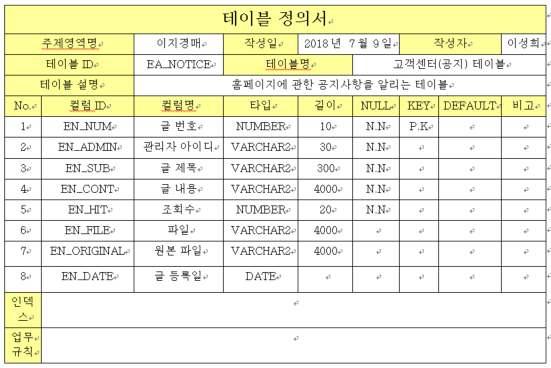 테이블 정의서
주제영역명 이지경매 작성일 2018년 7월 9일 작성자 이성희
테이블 ID EA_NOTICE 테이블명 고객센터(공지) 테이블
테이블 설명 홈페이지에 관한 공지사항을 알리는 테이블
No. 컬럼 ID 컬럼명 타입 길이 NULL KEY DEFAULT 비고
1 EN_NUM 글 번호 NUMBER 10 N.N P.K
2 EN_ADMIN 관리자 아이디 VARCHAR2 30 N.N
3 EN_SUB 글 제목 VARCHAR2 300 N.N
4 EN_CONT 글 내용 VARCHAR2 4000 N.N
5 EN_HIT 조회수 NUMBER 20 N.N
6 EN_FILE 파일 VARCHAR2 4000
7 EN_ORIGINAL 원본 파일 VARCHAR2 4000
8 EN_DATE 글 등록일 DATE
인덱
스
업무
규칙